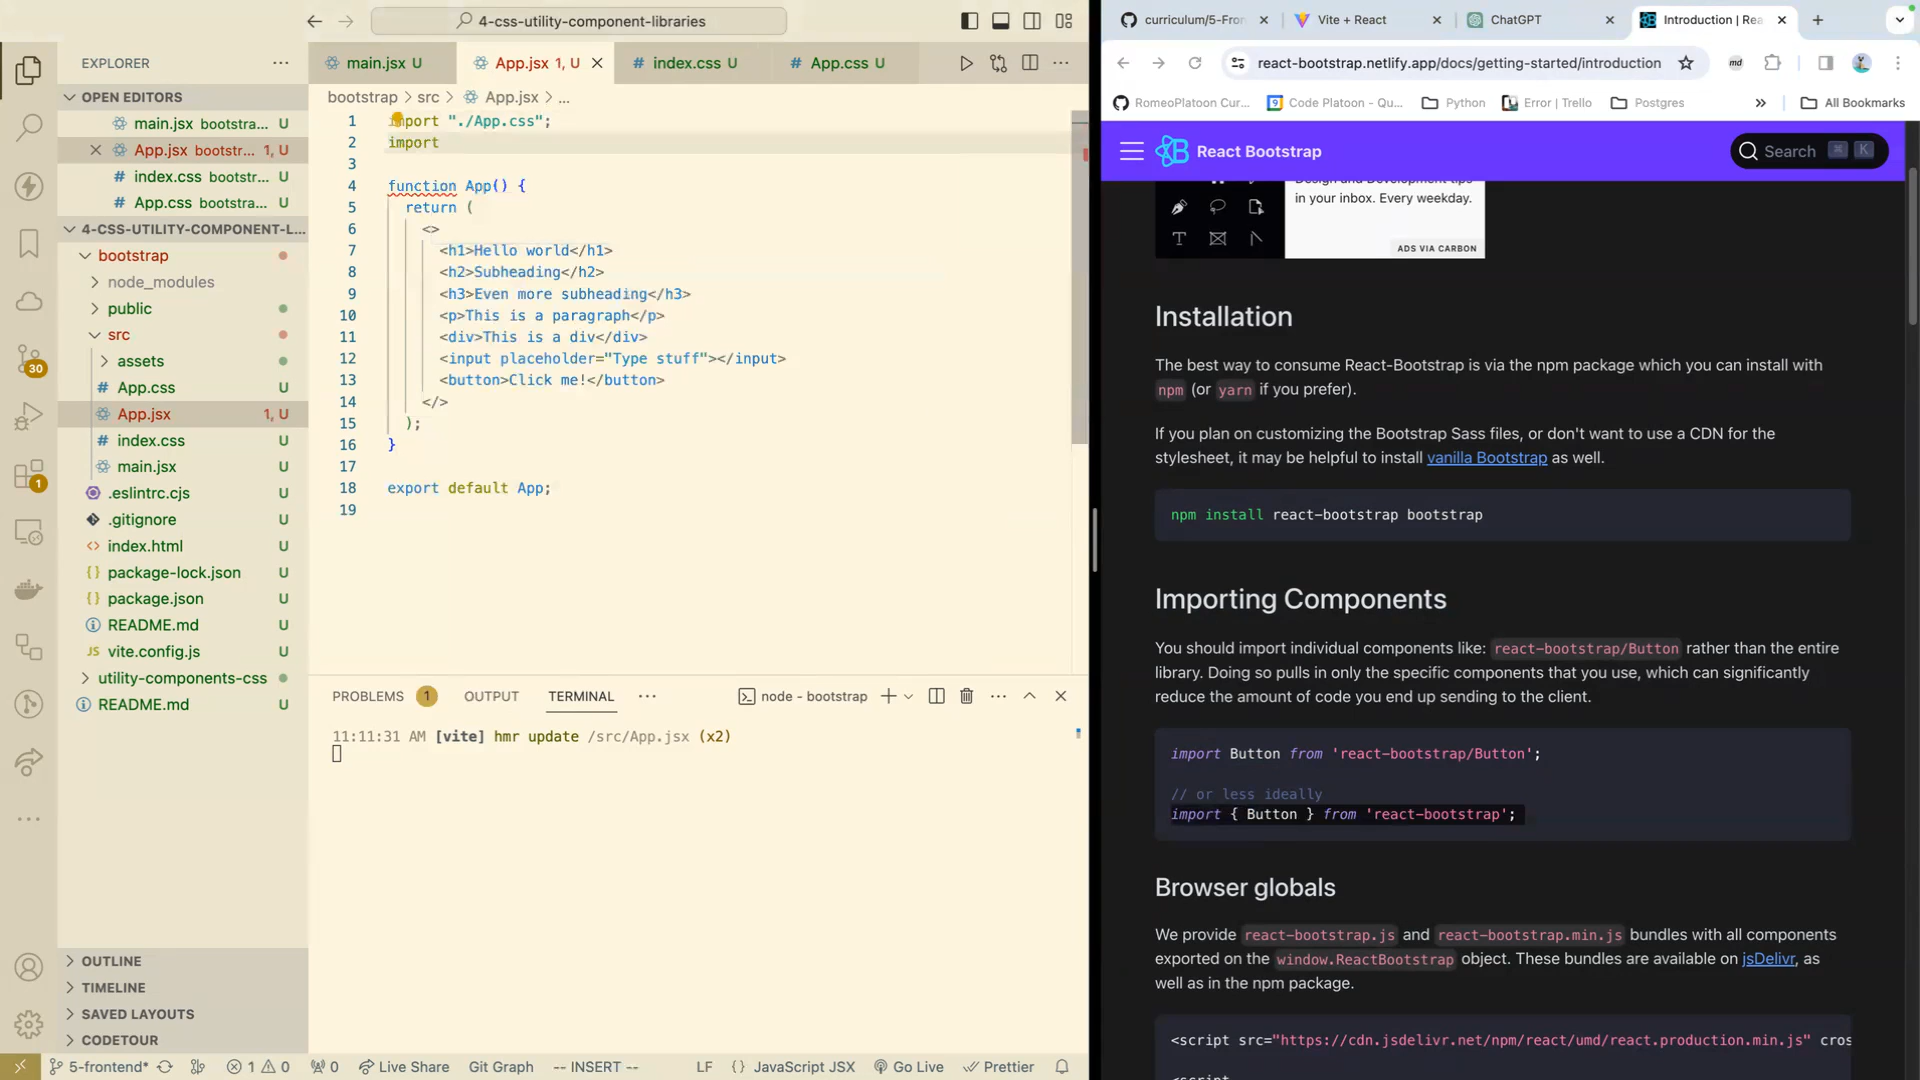 4-css-utility-component-libraries
EXPLORER
OPEN EDITORS
main.jsx bootstra... U
App.jsx bootstr... 1, U
index.css bootstr... U
App.css bootstra... U
4-CSS-UTILITY-COMPONENT-L...
bootstrap
node_modules
public
src
assets
App.css U
App.jsx 1, U
index.css U
main.jsx U
.eslintrc.cjs U
.gitignore U
index.html U
package-lock.json U
package.json U
README.md U
vite.config.js U
utility-components-css
README.md U
OUTLINE
TIMELINE
SAVED LAYOUTS
CODETOUR
30
1
main.jsx U
App.jsx 1, U
index.css U
App.css U
bootstrap > src > App.jsx > ...
1 import "./App.css";
2 import
3
4 function App() {
5 return (
6 <>
7 <h1>Hello world</h1>
8 <h2>Subheading</h2>
9 <h3>Even more subheading</h3>
10 <p>This is a paragraph</p>
11 <div>This is a div</div>
12 <input placeholder="Type stuff"></input>
13 <button>Click me!</button>
14 </>
15 );
16 }
17
18 export default App;
19
PROBLEMS 1 OUTPUT TERMINAL ... node - bootstrap
11:11:31 AM [vite] hmr update /src/App.jsx (x2)
5-frontend* 1 0 0 Live Share Git Graph -- INSERT -- LF {} JavaScript JSX Go Live Prettier
curriculum/5-Fron
Vite + React
ChatGPT
Introduction | Rea
react-bootstrap.netlify.app/docs/getting-started/introduction
md
RomeoPlatoon Cur...
Code Platoon - Qu...
Python
Error | Trello
Postgres
»
All Bookmarks
React Bootstrap
Search ⌘ K
in your inbox. Every weekday.
ADS VIA CARBON
Installation
The best way to consume React-Bootstrap is via the npm package which you can install with
npm (or yarn if you prefer).
If you plan on customizing the Bootstrap Sass files, or don't want to use a CDN for the
stylesheet, it may be helpful to install vanilla Bootstrap as well.
npm install react-bootstrap bootstrap
Importing Components
You should import individual components like: react-bootstrap/Button rather than the entire
library. Doing so pulls in only the specific components that you use, which can significantly
reduce the amount of code you end up sending to the client.
import Button from 'react-bootstrap/Button';
// or less ideally
import { Button } from 'react-bootstrap';
Browser globals
We provide react-bootstrap.js and react-bootstrap.min.js bundles with all components
exported on the window.ReactBootstrap object. These bundles are available on jsDelivr, as
well as in the npm package.
<script src="https://cdn.jsdelivr.net/npm/react/umd/react.production.min.js" cros